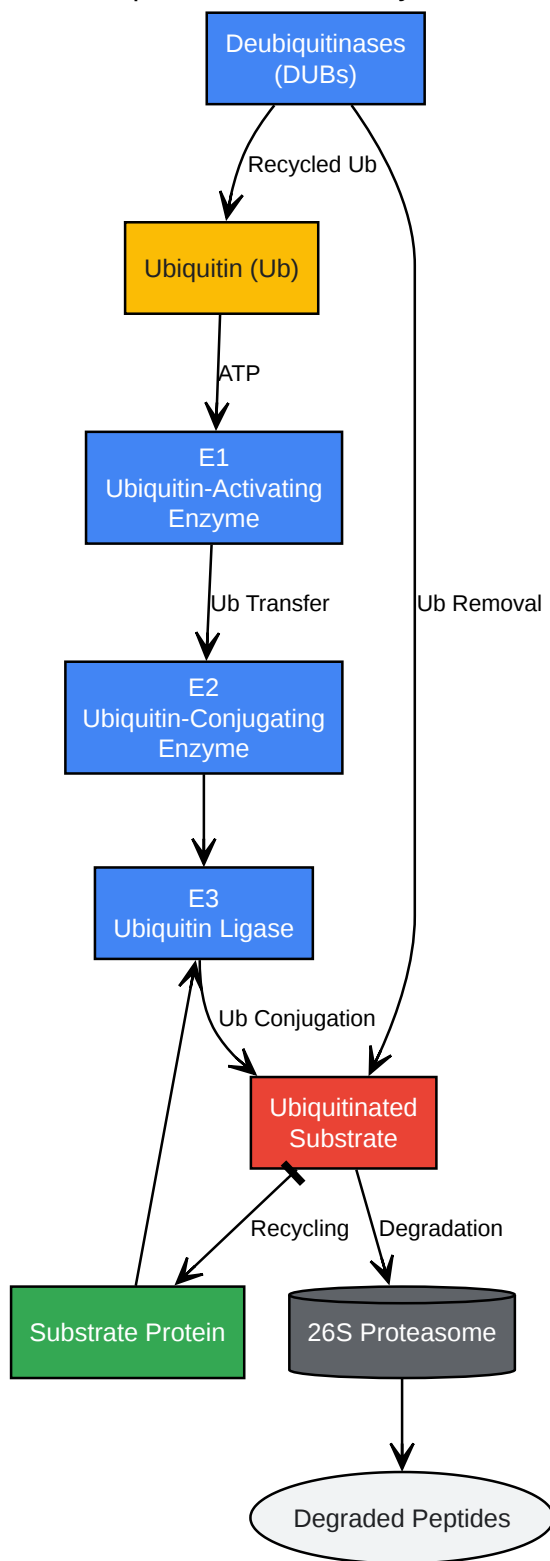 Deubiquitinases
(DUBs)
Recycled Ub
Ubiquitin (Ub)
ATP
E1
Ubiquitin-Activating
Enzyme
Ub Transfer
Ub Removal
E2
Ubiquitin-Conjugating
Enzyme
E3
Ubiquitin Ligase
Ub Conjugation
Ubiquitinated
Substrate
Recycling
Degradation
Substrate Protein
26S Proteasome
Degraded Peptides